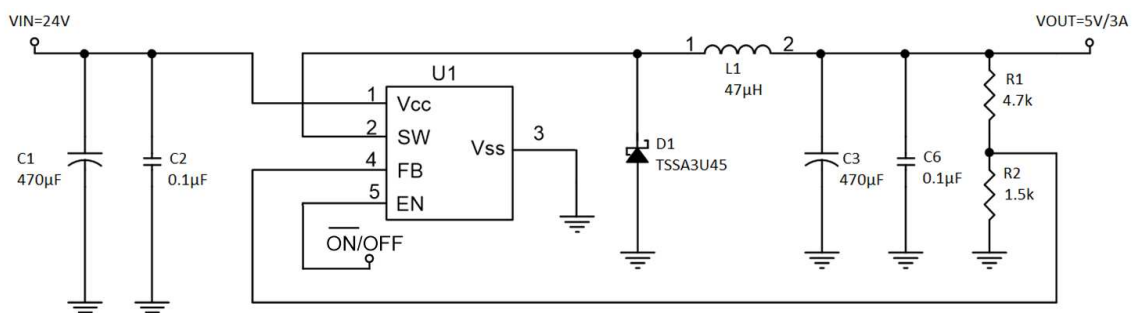 VIN=24V
VOUT=5V/3A
1
2
L1
47μH
U1
1
Vcc
2
SW
4
FB
5
EN
Vss
3
ON/OFF
C1
470μF
C2
0.1μF
D1
TSSA3U45
C3
470μF
C6
0.1μF
R1
4.7k
R2
1.5k